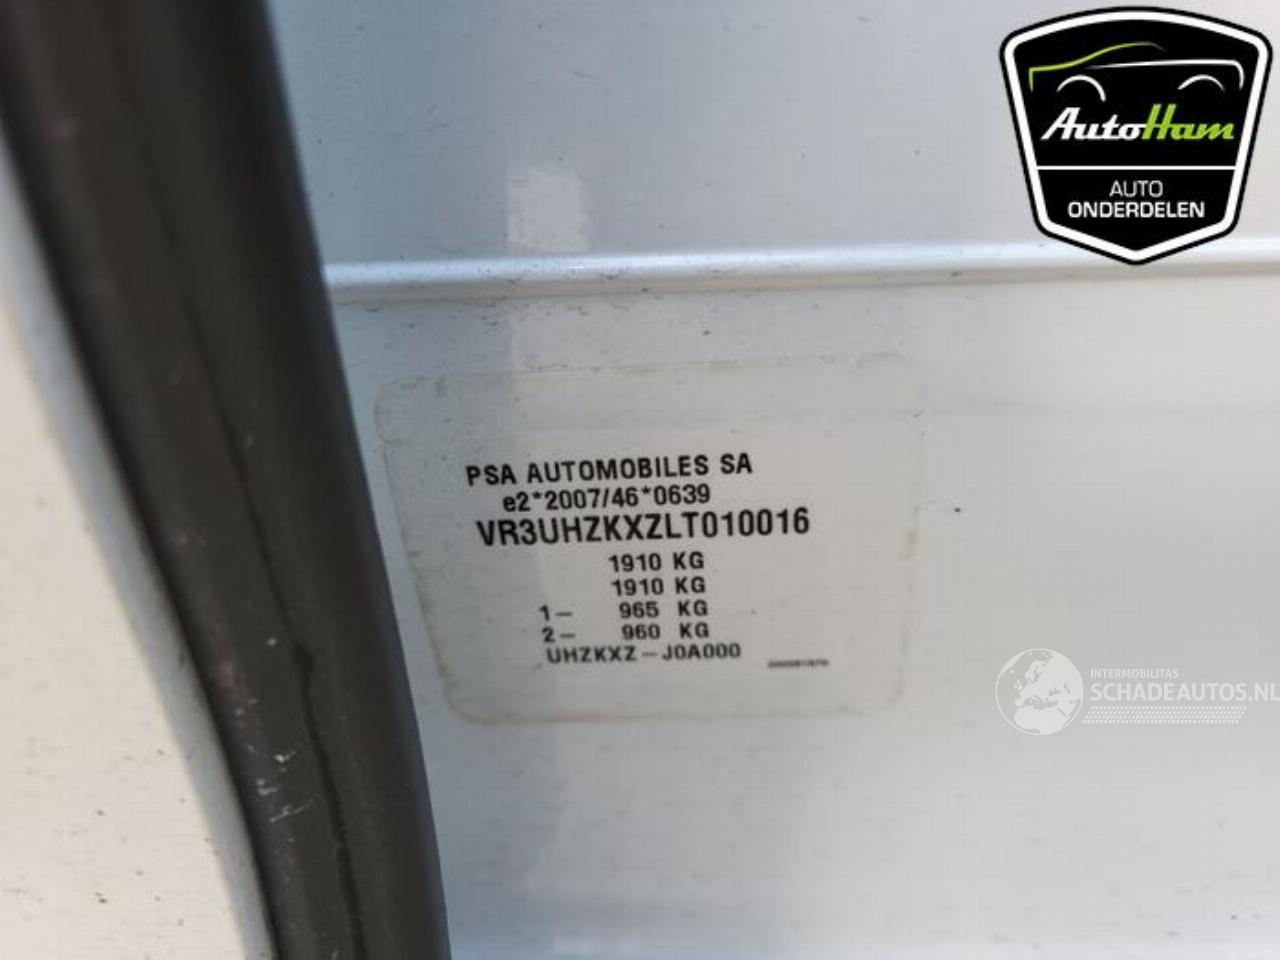 AutoHam
AUTO
ONDERDELEN
PSA AUTOMOBILES SA
e2*2007/46*0639
VR3UHZKXZLT010016
1910 KG
1910 KG
1- 965 KG
2- 960 KG
UHZKXZ-J0A000
INTERMOBILITAS
SCHADEAUTOS.NL